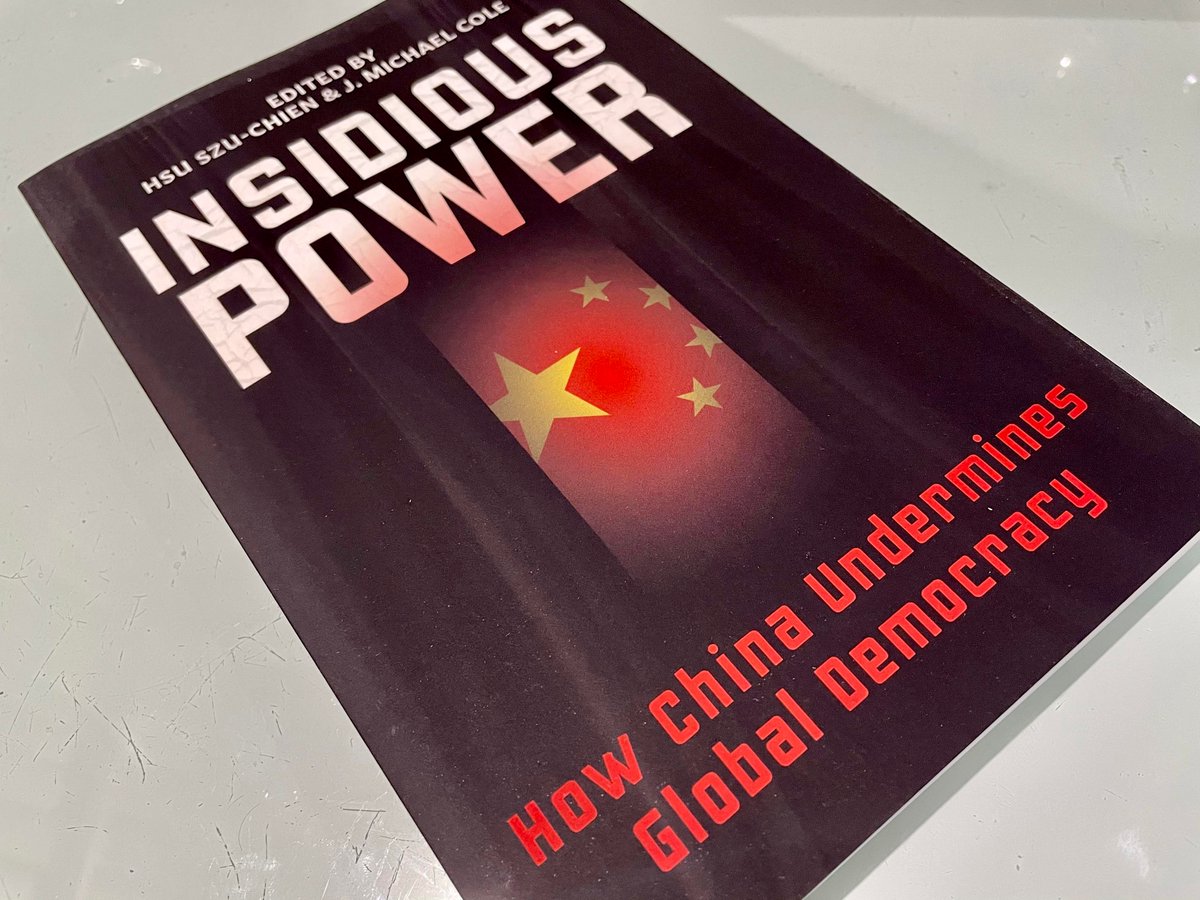 EDITED BY
HSU SZU-CHIEN & J. MICHAEL COLE
INSIDIOUS
POWER
How China Undermines
Global Democracy